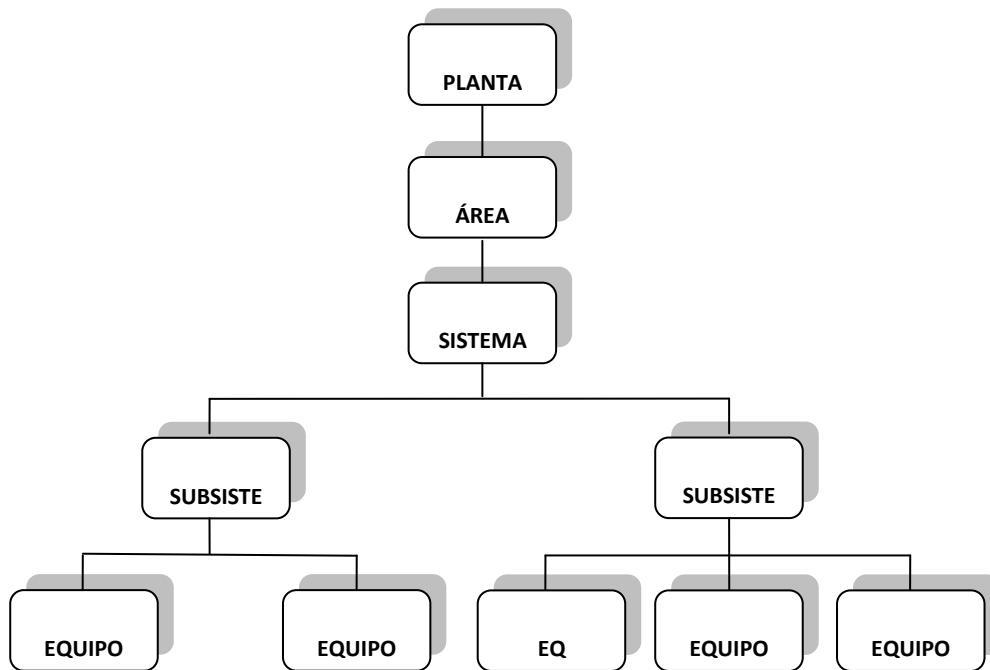 PLANTA
ÁREA
SISTEMA
SUBSISTE
SUBSISTE
EQUIPO
EQUIPO
EQ
EQUIPO
EQUIPO